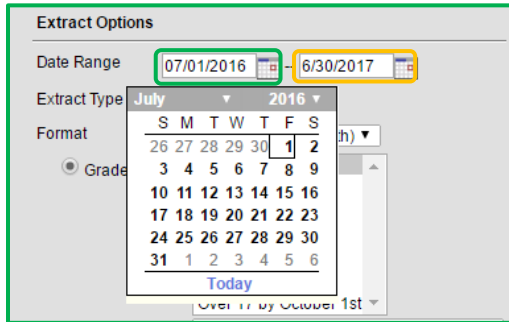 Extract Options
Date Range 07/01/2016 - 6/30/2017
Extract Type July 2016
S M T W T F S
Format th)
26 27 28 29 30 1 2
Grade 3 4 5 6 7 8 9
10 11 12 13 14 15 16
17 18 19 20 21 22 23
24 25 26 27 28 29 30
31 1 2 3 4 5 6
Today
Over 17 by October 1st